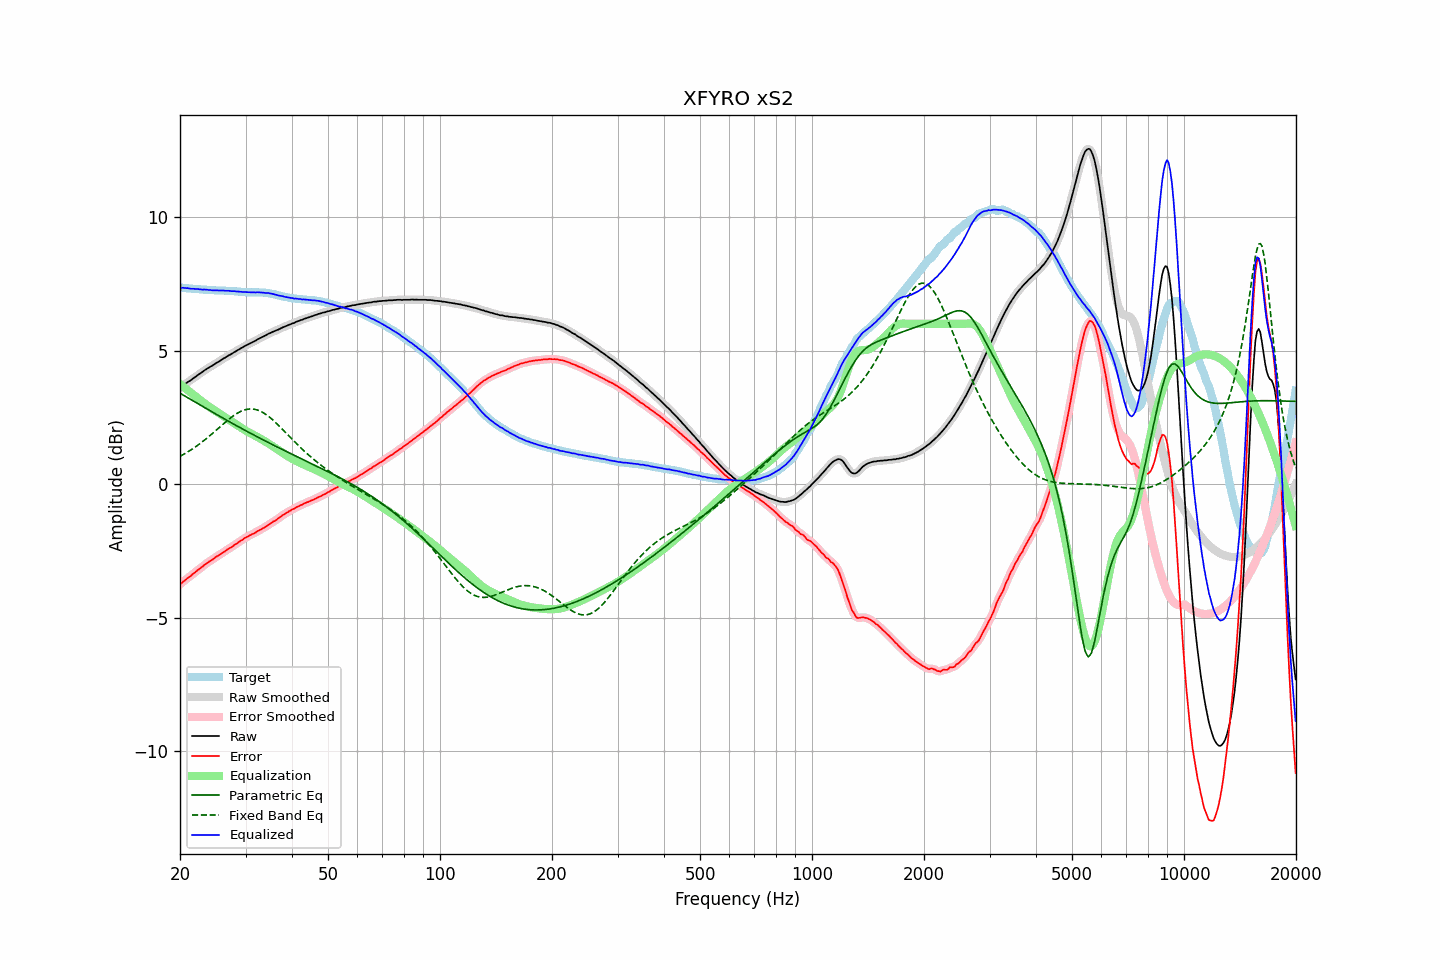 XFYRO xS2
Amplitude (dBr)
10
5
0
−5
−10
Target
Raw Smoothed
Error Smoothed
Raw
Error
Equalization
Parametric Eq
Fixed Band Eq
Equalized
20 50 100 200 500 1000 2000 5000 10000 20000
Frequency (Hz)